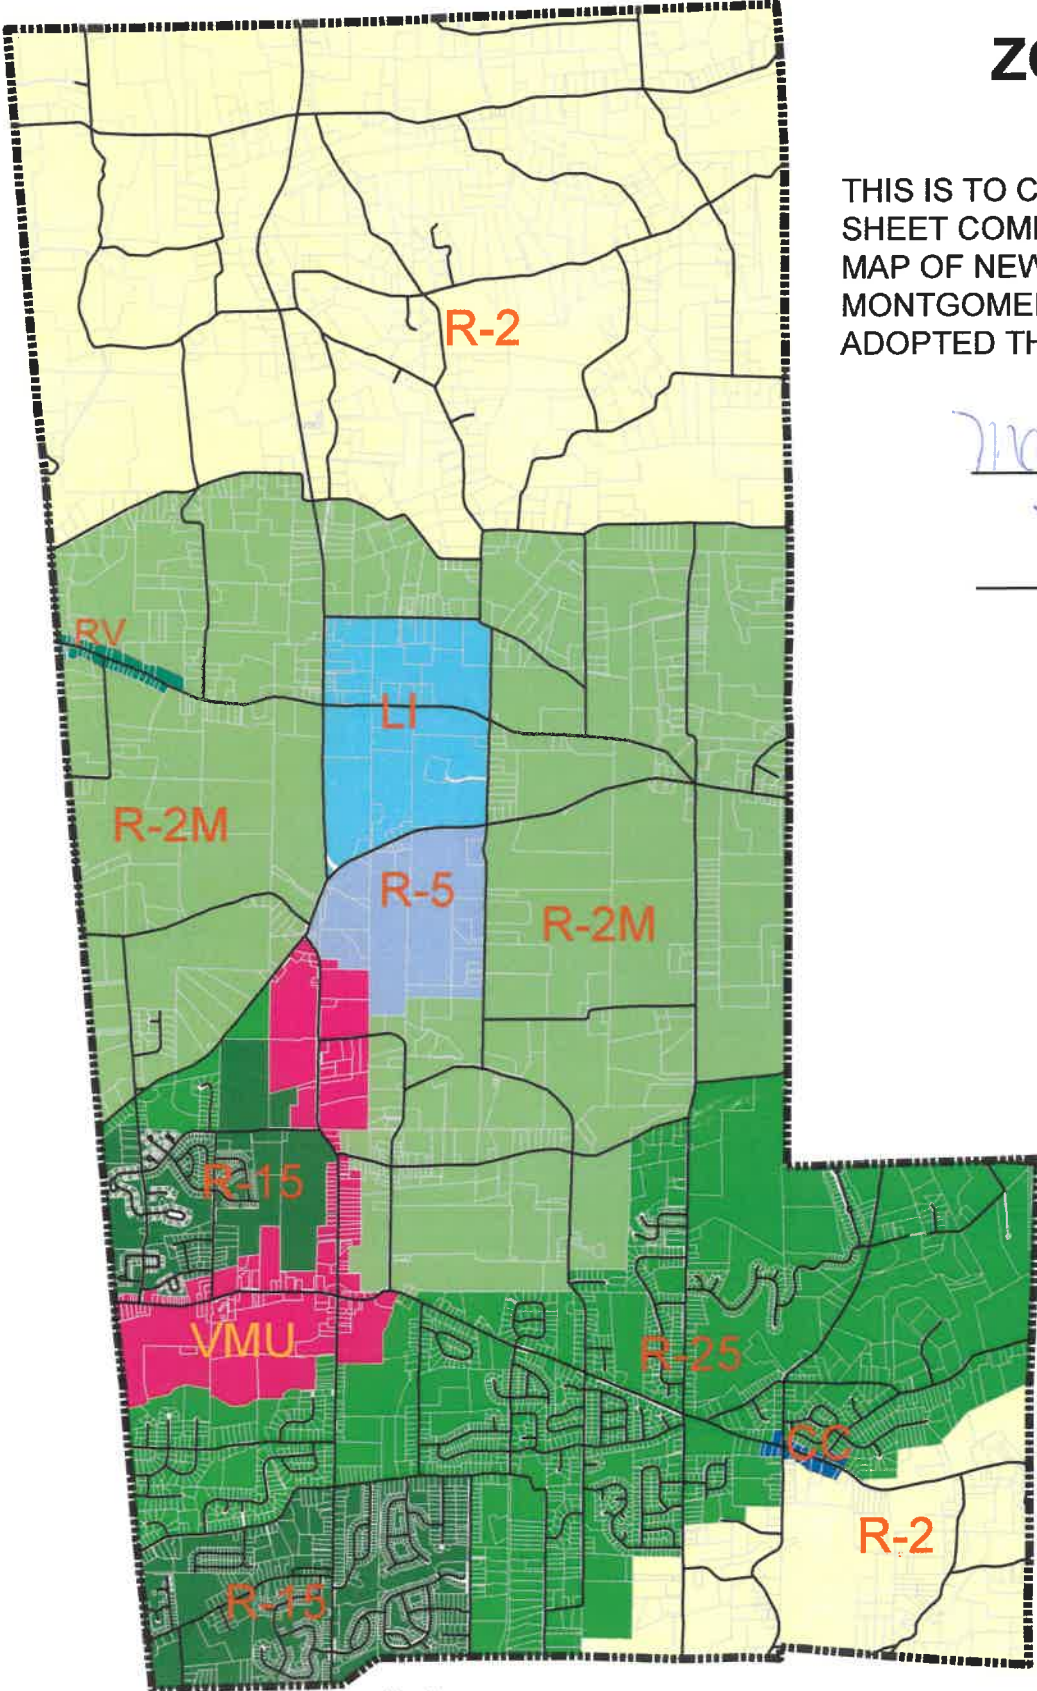 ZO
THIS IS TO C
SHEET COM
MAP OF NEW
MONTGOME
ADOPTED TH
R-2
RV
LI
R-2M
R-5
R-2M
R-15
VMU
R-25
CC
R-2
R-15